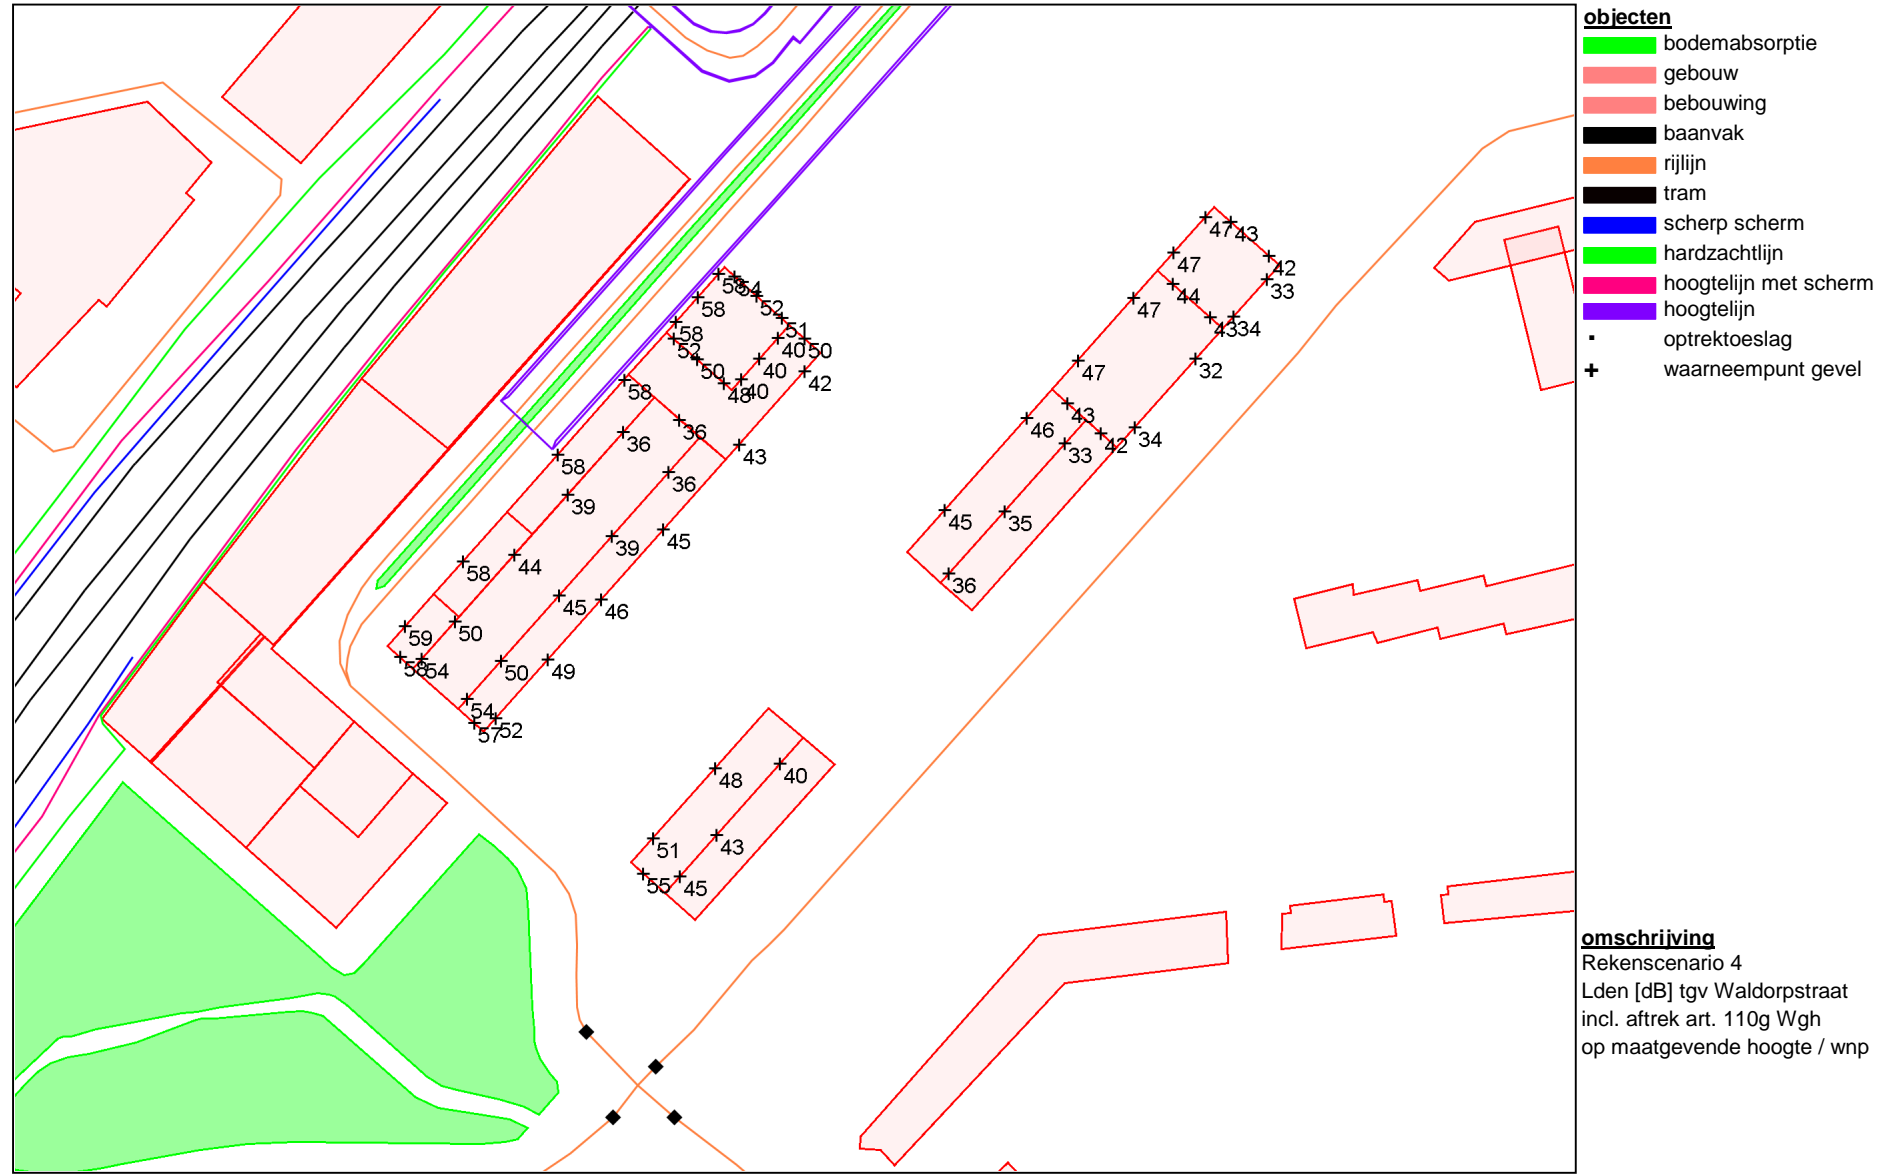 objecten
bodemabsorptie
gebouw
bebouwing
baanvak
rijlijn
tram
scherp scherm
hardzachtlijn
hoogtelijn met scherm
hoogtelijn
optrektoeslag
waarneempunt gevel
47 43
47 42
44 33
47 43 34
47 32
43
46 42 34
33
45 35
36
58 54
58 52
58 51
52 40 50
50 40
58 48 40 42
36 36
58 43
36
39
39 45
58 44
45 46
59 50
58 54 50 49
54
57 52
48 40
51 43
55 45
omschrijving
Rekenscenario 4
Lden [dB] tgv Waldorpstraat
incl. aftrek art. 110g Wgh
op maatgevende hoogte / wnp